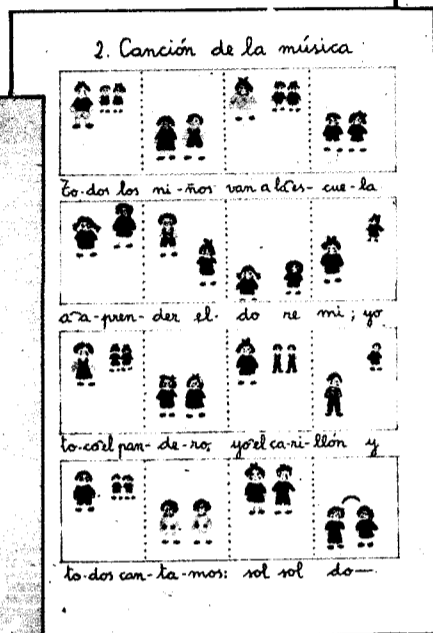 2. Canción de la música
To-dos los ni-ños van a la es-cue-la
a a-pren-der el do re mi; yo
to-co el pan-de-ro, yo el ca-ri-llón y
to-dos can-ta-mos: sol sol do—
4